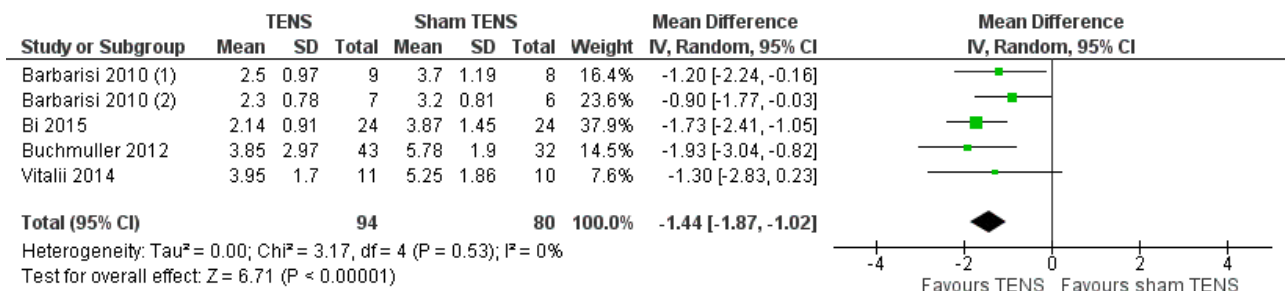 TENS Sham TENS Mean Difference Mean Difference
Study or Subgroup Mean SD Total Mean SD Total Weight IV, Random, 95% CI IV, Random, 95% CI
Barbarisi 2010 (1) 2.5 0.97 9 3.7 1.19 8 16.4% -1.20 [-2.24, -0.16]
Barbarisi 2010 (2) 2.3 0.78 7 3.2 0.81 6 23.6% -0.90 [-1.77, -0.03]
Bi 2015 2.14 0.91 24 3.87 1.45 24 37.9% -1.73 [-2.41, -1.05]
Buchmuller 2012 3.85 2.97 43 5.78 1.9 32 14.5% -1.93 [-3.04, -0.82]
Vitalii 2014 3.95 1.7 11 5.25 1.86 10 7.6% -1.30 [-2.83, 0.23]
Total (95% CI) 94 80 100.0% -1.44 [-1.87, -1.02]
Heterogeneity: Tau² = 0.00; Chi² = 3.17, df = 4 (P = 0.53); I² = 0%
Test for overall effect: Z = 6.71 (P < 0.00001)
-4 -2 0 2 4
Favours TENS Favours sham TENS